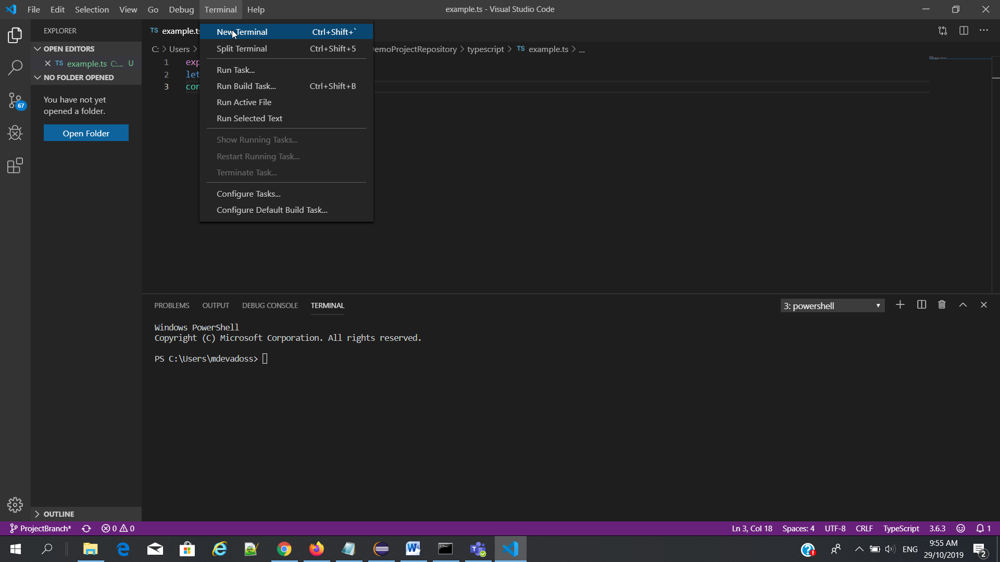 File Edit Selection View Go Debug Terminal Help
example.ts - Visual Studio Code
EXPLORER
OPEN EDITORS
TS example.ts C:... U
NO FOLDER OPENED
You have not yet
opened a folder.
Open Folder
67
OUTLINE
TS example.ts
C: > Users > emoProjectRepository > typescript > TS example.ts > ...
1 exp
2 let
3 con
New Terminal Ctrl+Shift+`
Split Terminal Ctrl+Shift+5
Run Task...
Run Build Task... Ctrl+Shift+B
Run Active File
Run Selected Text
Show Running Tasks...
Restart Running Task...
Terminate Task...
Configure Tasks...
Configure Default Build Task...
PROBLEMS OUTPUT DEBUG CONSOLE TERMINAL
3: powershell
Windows PowerShell
Copyright (C) Microsoft Corporation. All rights reserved.
PS C:\Users\mdevadoss>
ProjectBranch* 0 0
Ln 3, Col 18 Spaces: 4 UTF-8 CRLF TypeScript 3.6.3 1
ENG
9:55 AM
29/10/2019
2